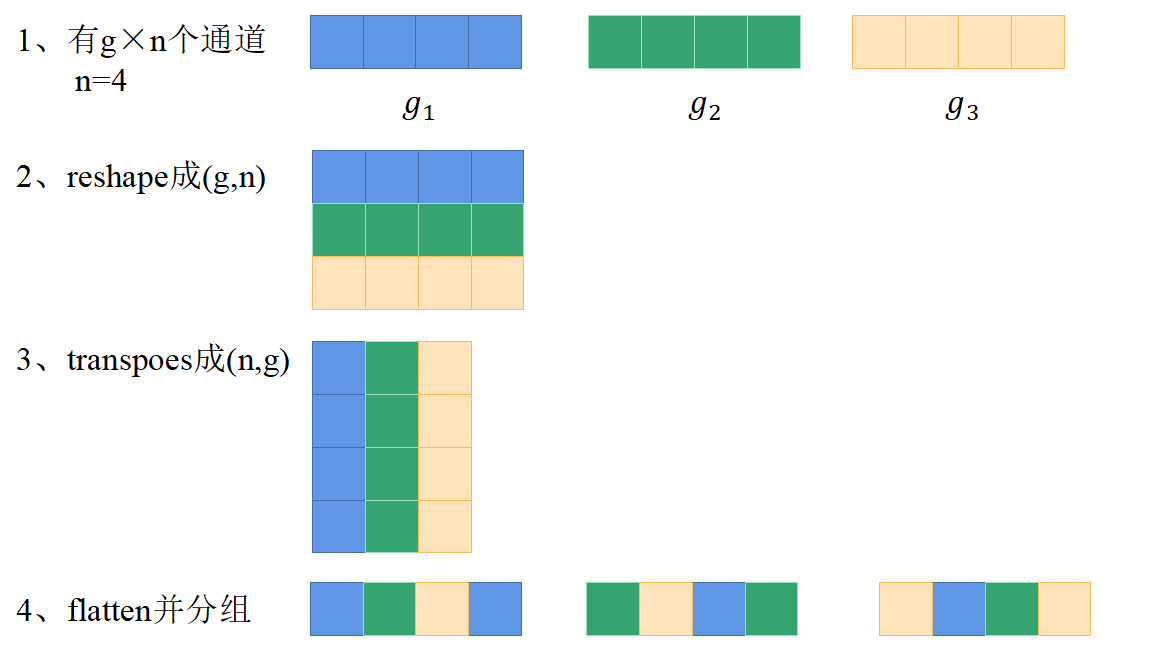 1、有g×n个通道
n=4
g₁ g₂ g₃
2、reshape成(g,n)
3、transpoes成(n,g)
4、flatten并分组